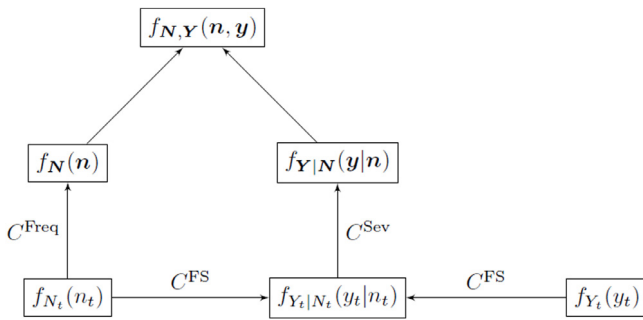 f_{𝑵,𝒀}(𝒏, 𝒚)
f_𝑵(𝒏)
f_{𝒀|𝑵}(𝒚|𝒏)
C^{Freq}
C^{Sev}
C^{FS}
C^{FS}
f_{N_t}(n_t)
f_{Y_t|N_t}(y_t|n_t)
f_{Y_t}(y_t)